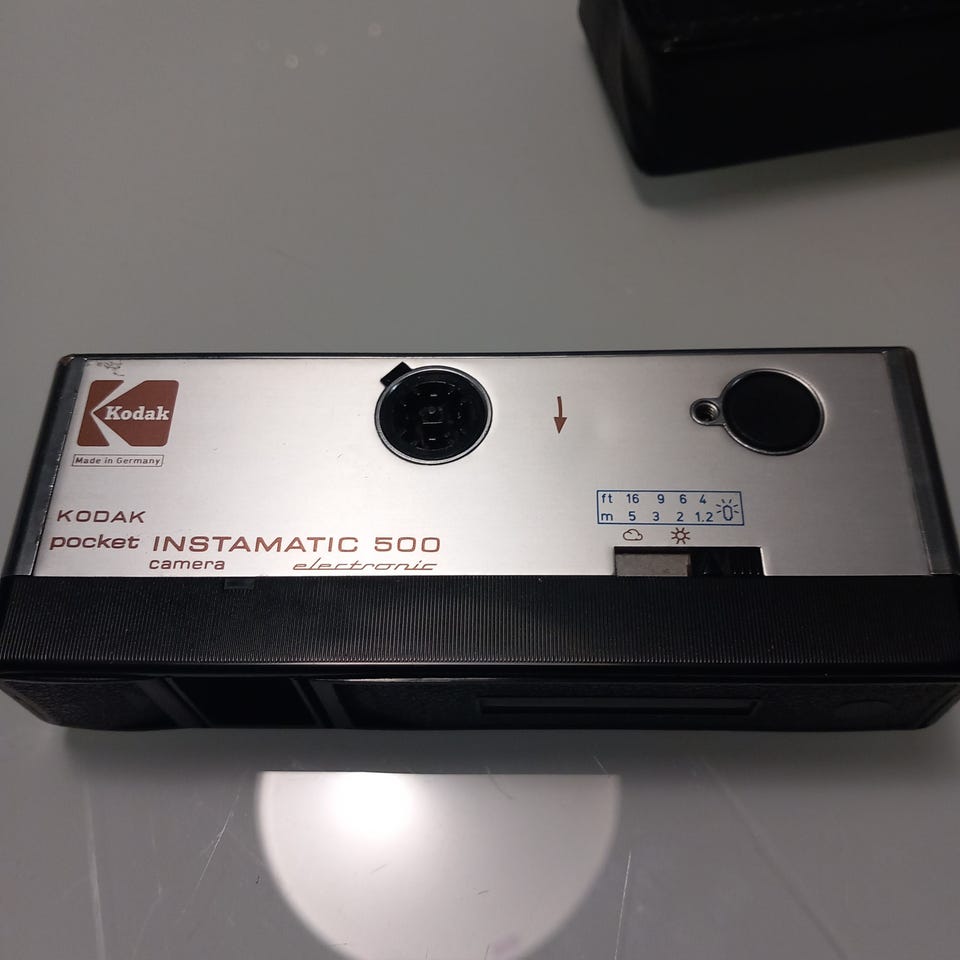 Kodak
Made in Germany
KODAK
pocket INSTAMATIC 500
camera electronic
ft 16 9 6 4
m 5 3 2 1.2